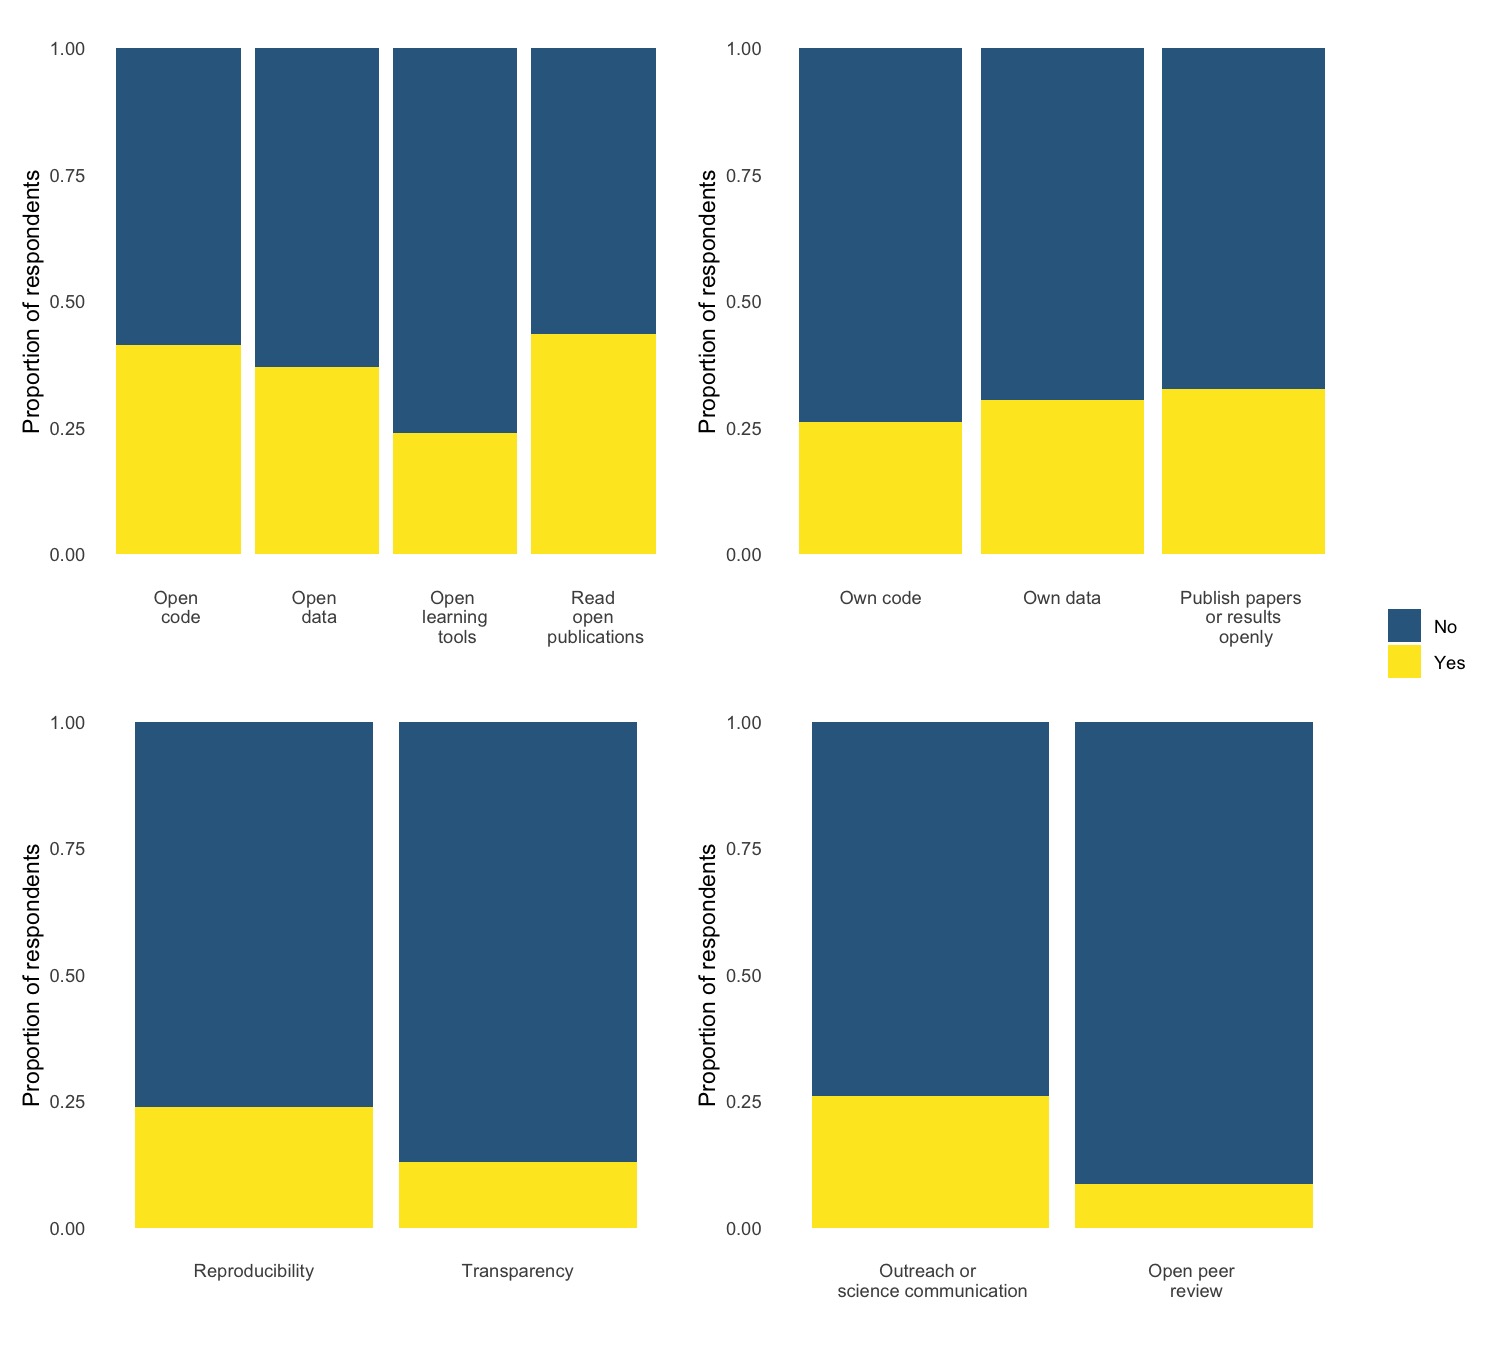 1.00
0.75
0.50
0.25
0.00
Proportion of respondents
Open
code
Open
data
Open
learning
tools
Read
open
publications
1.00
0.75
0.50
0.25
0.00
Proportion of respondents
Own code
Own data
Publish papers
or results
openly
No
Yes
1.00
0.75
0.50
0.25
0.00
Proportion of respondents
Reproducibility
Transparency
1.00
0.75
0.50
0.25
0.00
Proportion of respondents
Outreach or
science communication
Open peer
review